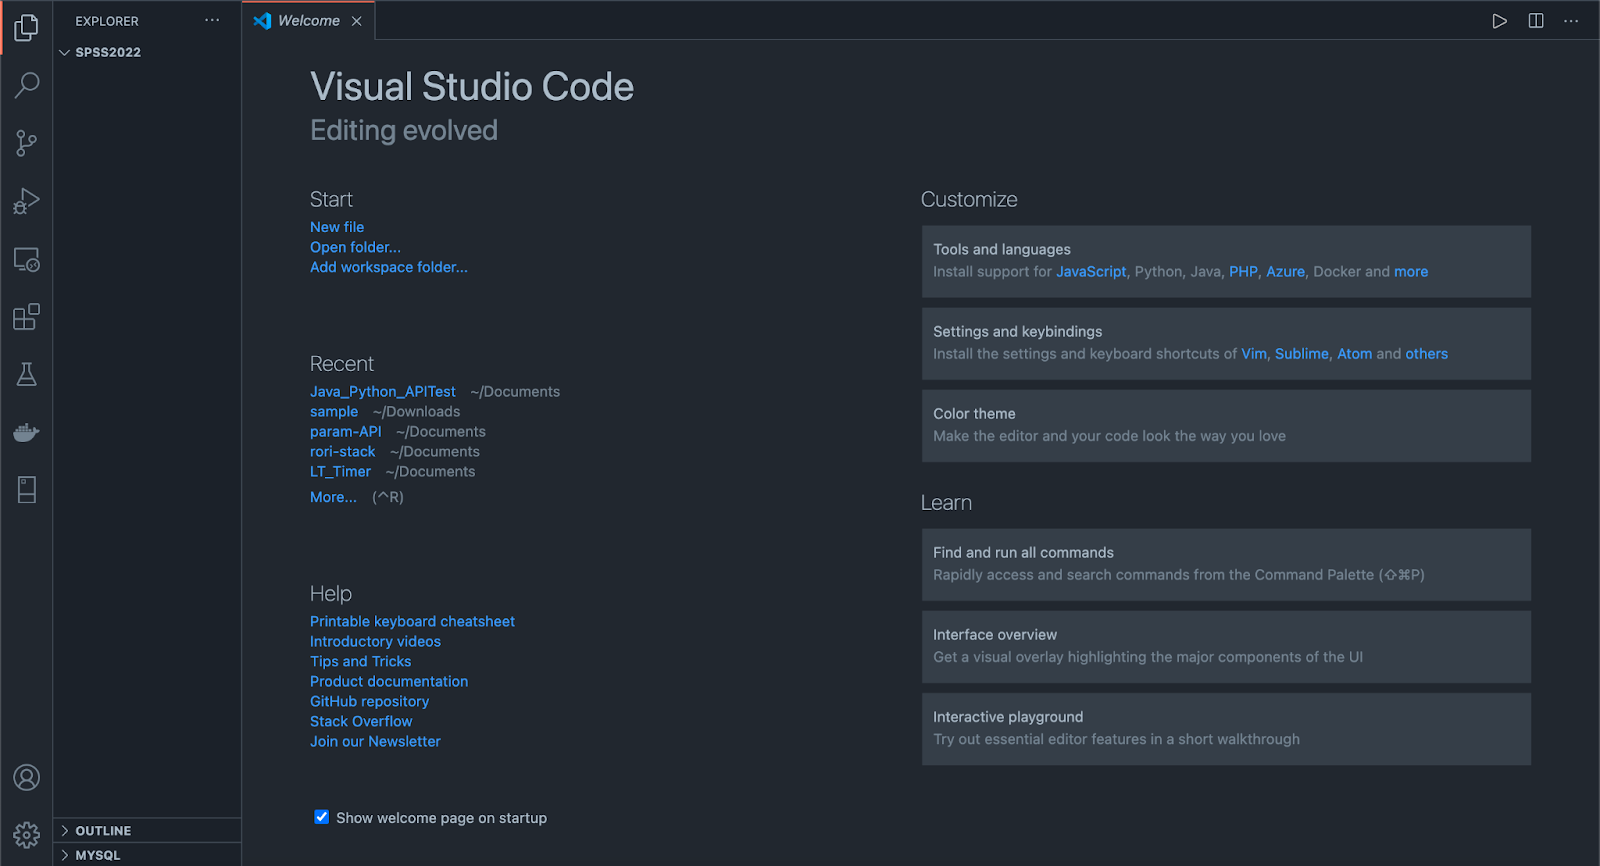 EXPLORER
SPSS2022
OUTLINE
MYSQL
Welcome
Visual Studio Code
Editing evolved
Start
New file
Open folder...
Add workspace folder...
Recent
Java_Python_APITest ~/Documents
sample ~/Downloads
param-API ~/Documents
rori-stack ~/Documents
LT_Timer ~/Documents
More... (^R)
Help
Printable keyboard cheatsheet
Introductory videos
Tips and Tricks
Product documentation
GitHub repository
Stack Overflow
Join our Newsletter
Show welcome page on startup
Customize
Tools and languages
Install support for JavaScript, Python, Java, PHP, Azure, Docker and more
Settings and keybindings
Install the settings and keyboard shortcuts of Vim, Sublime, Atom and others
Color theme
Make the editor and your code look the way you love
Learn
Find and run all commands
Rapidly access and search commands from the Command Palette (⇧⌘P)
Interface overview
Get a visual overlay highlighting the major components of the UI
Interactive playground
Try out essential editor features in a short walkthrough